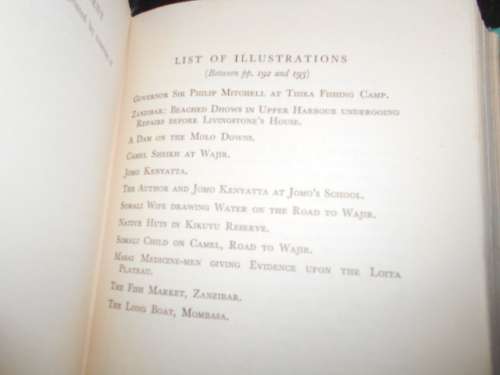 LIST OF ILLUSTRATIONS
(Between pp. 192 and 193)
GOVERNOR SIR PHILIP MITCHELL AT THIKA FISHING CAMP.
ZANZIBAR: BEACHED DHOWS IN UPPER HARBOUR UNDERGOING
REPAIRS BEFORE LIVINGSTONE'S HOUSE.
A DAM ON THE MOLO DOWNS.
CAMEL SHEIKH AT WAJIR.
JOMO KENYATTA.
THE AUTHOR AND JOMO KENYATTA AT JOMO'S SCHOOL.
SOMALI WIFE DRAWING WATER ON THE ROAD TO WAJIR.
NATIVE HUTS IN KIKUYU RESERVE.
SOMALI CHILD ON CAMEL, ROAD TO WAJIR.
MASAI MEDICINE-MEN GIVING EVIDENCE UPON THE LOITA
PLATEAU.
THE FISH MARKET, ZANZIBAR.
THE LONG BOAT, MOMBASA.